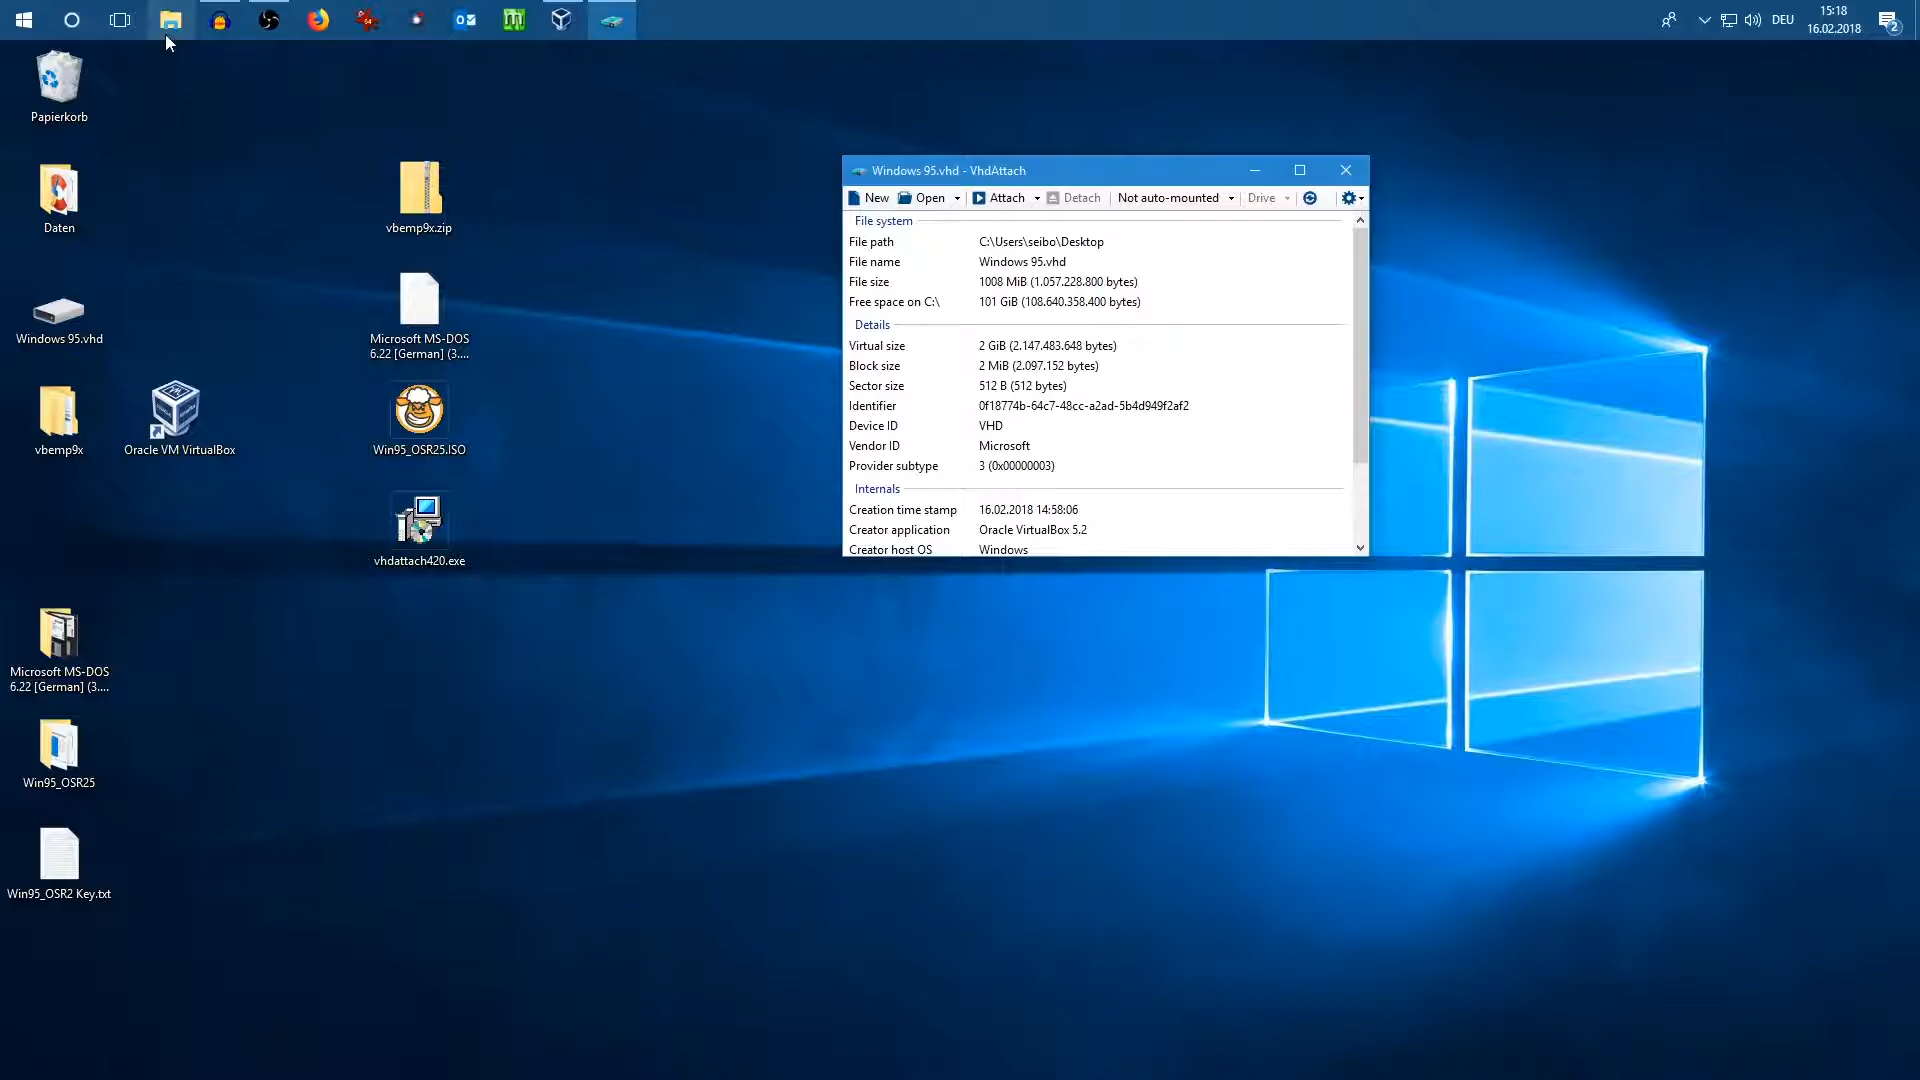 DEU
15:18
16.02.2018
2
Papierkorb
Daten
vbemp9x.zip
Windows 95.vhd
Microsoft MS-DOS
6.22 [German] (3....
vbemp9x
Oracle VM VirtualBox
Win95_OSR25.ISO
vhdattach420.exe
Microsoft MS-DOS
6.22 [German] (3....
Win95_OSR25
Win95_OSR2 Key.txt
Windows 95.vhd - VhdAttach
New Open Attach Detach Not auto-mounted Drive
File system
File path C:\Users\seibo\Desktop
File name Windows 95.vhd
File size 1008 MiB (1.057.228.800 bytes)
Free space on C:\ 101 GiB (108.640.358.400 bytes)
Details
Virtual size 2 GiB (2.147.483.648 bytes)
Block size 2 MiB (2.097.152 bytes)
Sector size 512 B (512 bytes)
Identifier 0f18774b-64c7-48cc-a2ad-5b4d949f2af2
Device ID VHD
Vendor ID Microsoft
Provider subtype 3 (0x00000003)
Internals
Creation time stamp 16.02.2018 14:58:06
Creator application Oracle VirtualBox 5.2
Creator host OS Windows